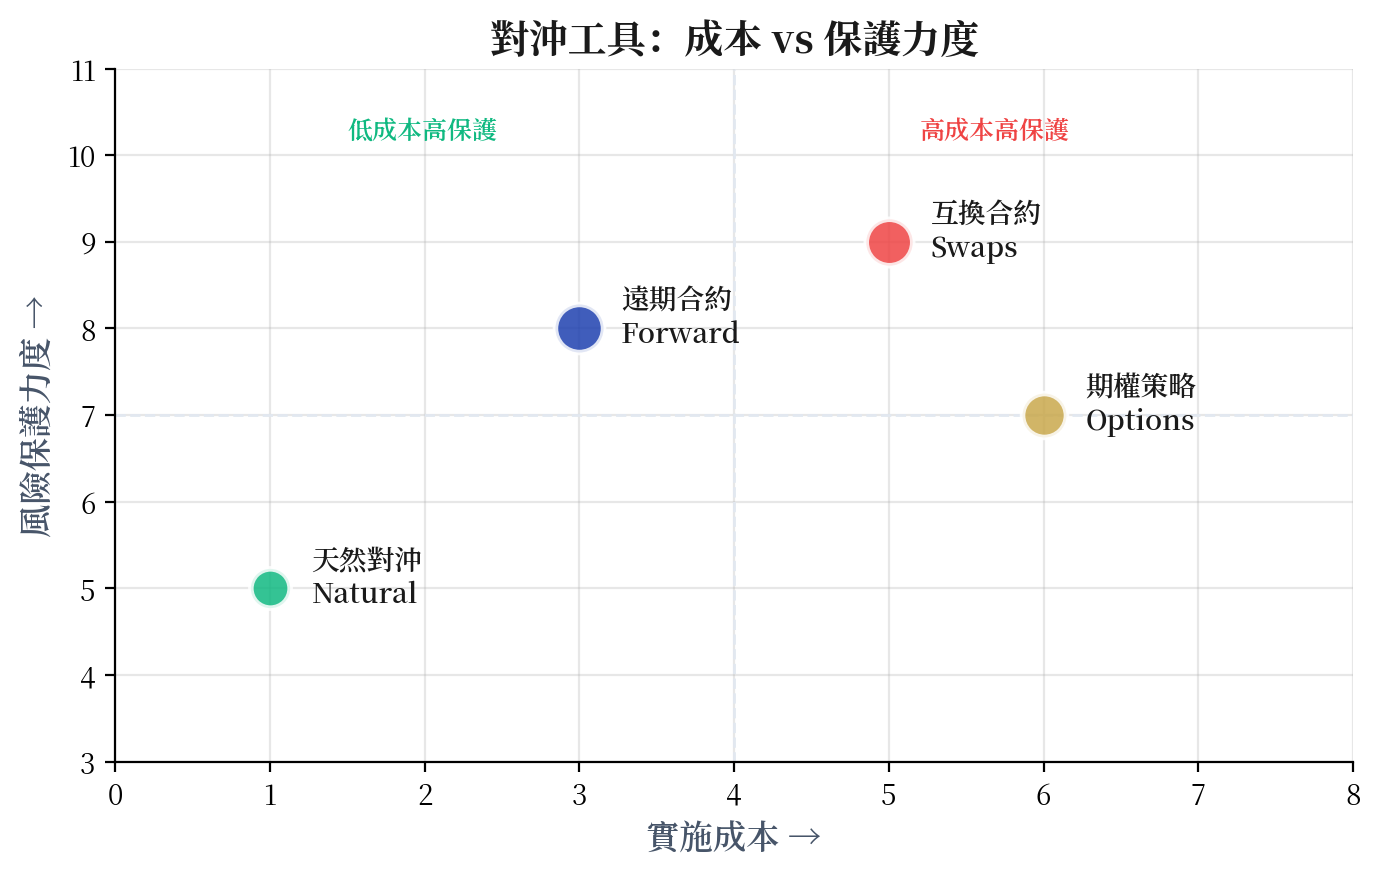 對沖工具：成本 vs 保護力度
11
10
9
8
7
6
5
4
3
風險保護力度 →
低成本高保護
高成本高保護
互換合約
Swaps
遠期合約
Forward
期權策略
Options
天然對沖
Natural
0 1 2 3 4 5 6 7 8
實施成本 →